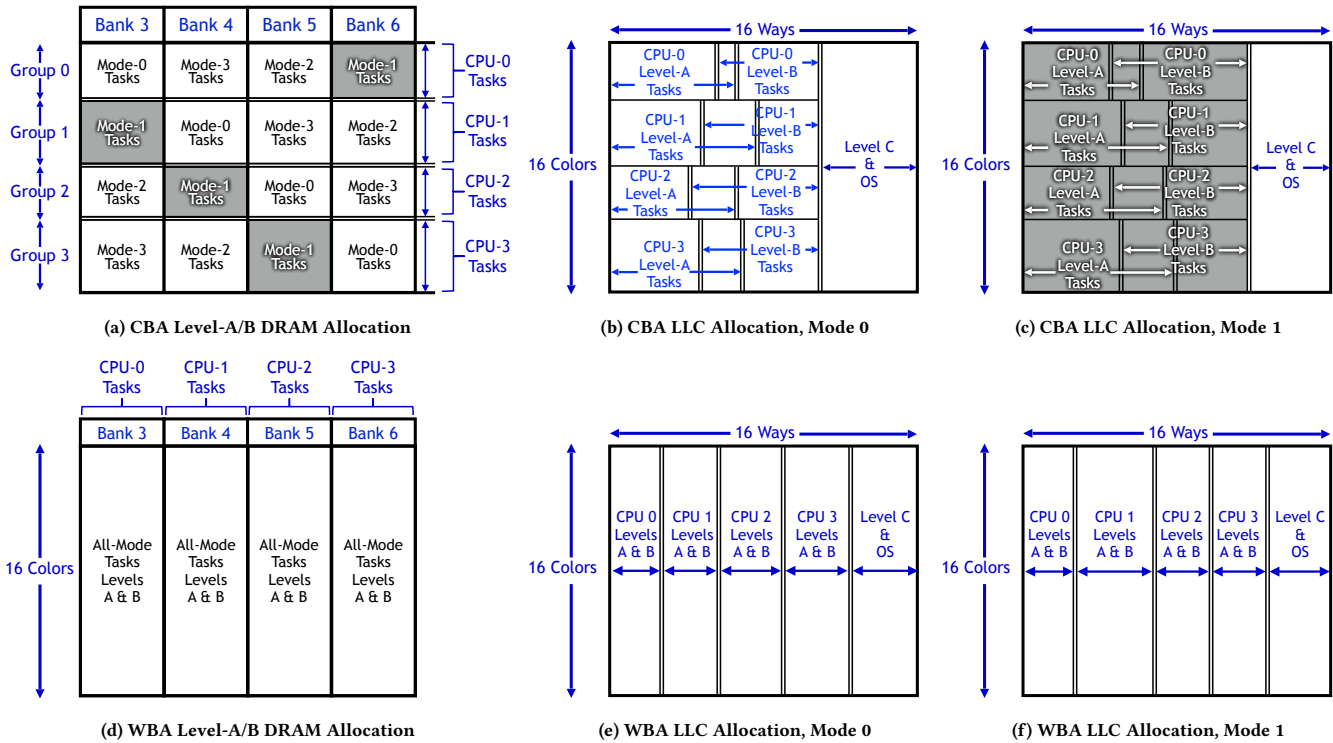 Bank 3 Bank 4 Bank 5 Bank 6
Group 0
Mode-0
Tasks
Mode-3
Tasks
Mode-2
Tasks
Mode-1
Tasks
CPU-0
Tasks
Group 1
Mode-1
Tasks
Mode-0
Tasks
Mode-3
Tasks
Mode-2
Tasks
CPU-1
Tasks
Group 2
Mode-2
Tasks
Mode-1
Tasks
Mode-0
Tasks
Mode-3
Tasks
CPU-2
Tasks
Group 3
Mode-3
Tasks
Mode-2
Tasks
Mode-1
Tasks
Mode-0
Tasks
CPU-3
Tasks
(a) CBA Level-A/B DRAM Allocation
16 Ways
16 Colors
CPU-0
Level-A
Tasks
CPU-0
Level-B
Tasks
CPU-1
Level-A
Tasks
CPU-1
Level-B
Tasks
CPU-2
Level-A
Tasks
CPU-2
Level-B
Tasks
CPU-3
Level-A
Tasks
CPU-3
Level-B
Tasks
Level C
&
OS
(b) CBA LLC Allocation, Mode 0
16 Ways
16 Colors
CPU-0
Level-A
Tasks
CPU-0
Level-B
Tasks
CPU-1
Level-A
Tasks
CPU-1
Level-B
Tasks
CPU-2
Level-A
Tasks
CPU-2
Level-B
Tasks
CPU-3
Level-A
Tasks
CPU-3
Level-B
Tasks
Level C
&
OS
(c) CBA LLC Allocation, Mode 1
CPU-0
Tasks
CPU-1
Tasks
CPU-2
Tasks
CPU-3
Tasks
Bank 3 Bank 4 Bank 5 Bank 6
16 Colors
All-Mode
Tasks
Levels
A & B
All-Mode
Tasks
Levels
A & B
All-Mode
Tasks
Levels
A & B
All-Mode
Tasks
Levels
A & B
(d) WBA Level-A/B DRAM Allocation
16 Ways
16 Colors
CPU 0
Levels
A & B
CPU 1
Levels
A & B
CPU 2
Levels
A & B
CPU 3
Levels
A & B
Level C
&
OS
(e) WBA LLC Allocation, Mode 0
16 Ways
16 Colors
CPU 0
Levels
A & B
CPU 1
Levels
A & B
CPU 2
Levels
A & B
CPU 3
Levels
A & B
Level C
&
OS
(f) WBA LLC Allocation, Mode 1